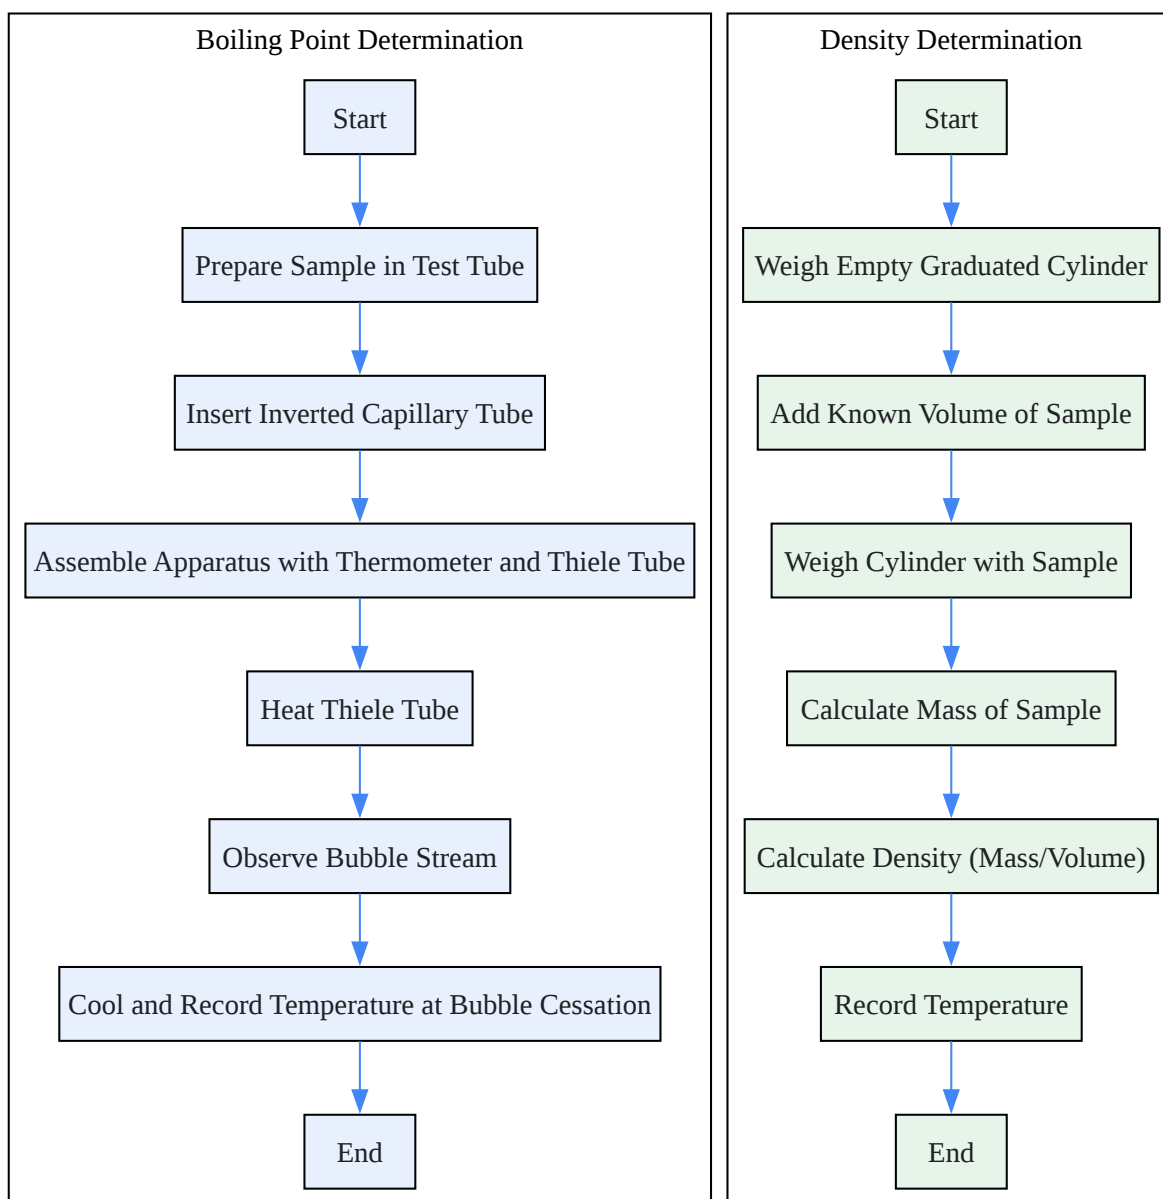 Boiling Point Determination
Start
Prepare Sample in Test Tube
Insert Inverted Capillary Tube
Assemble Apparatus with Thermometer and Thiele Tube
Heat Thiele Tube
Observe Bubble Stream
Cool and Record Temperature at Bubble Cessation
End
Density Determination
Start
Weigh Empty Graduated Cylinder
Add Known Volume of Sample
Weigh Cylinder with Sample
Calculate Mass of Sample
Calculate Density (Mass/Volume)
Record Temperature
End